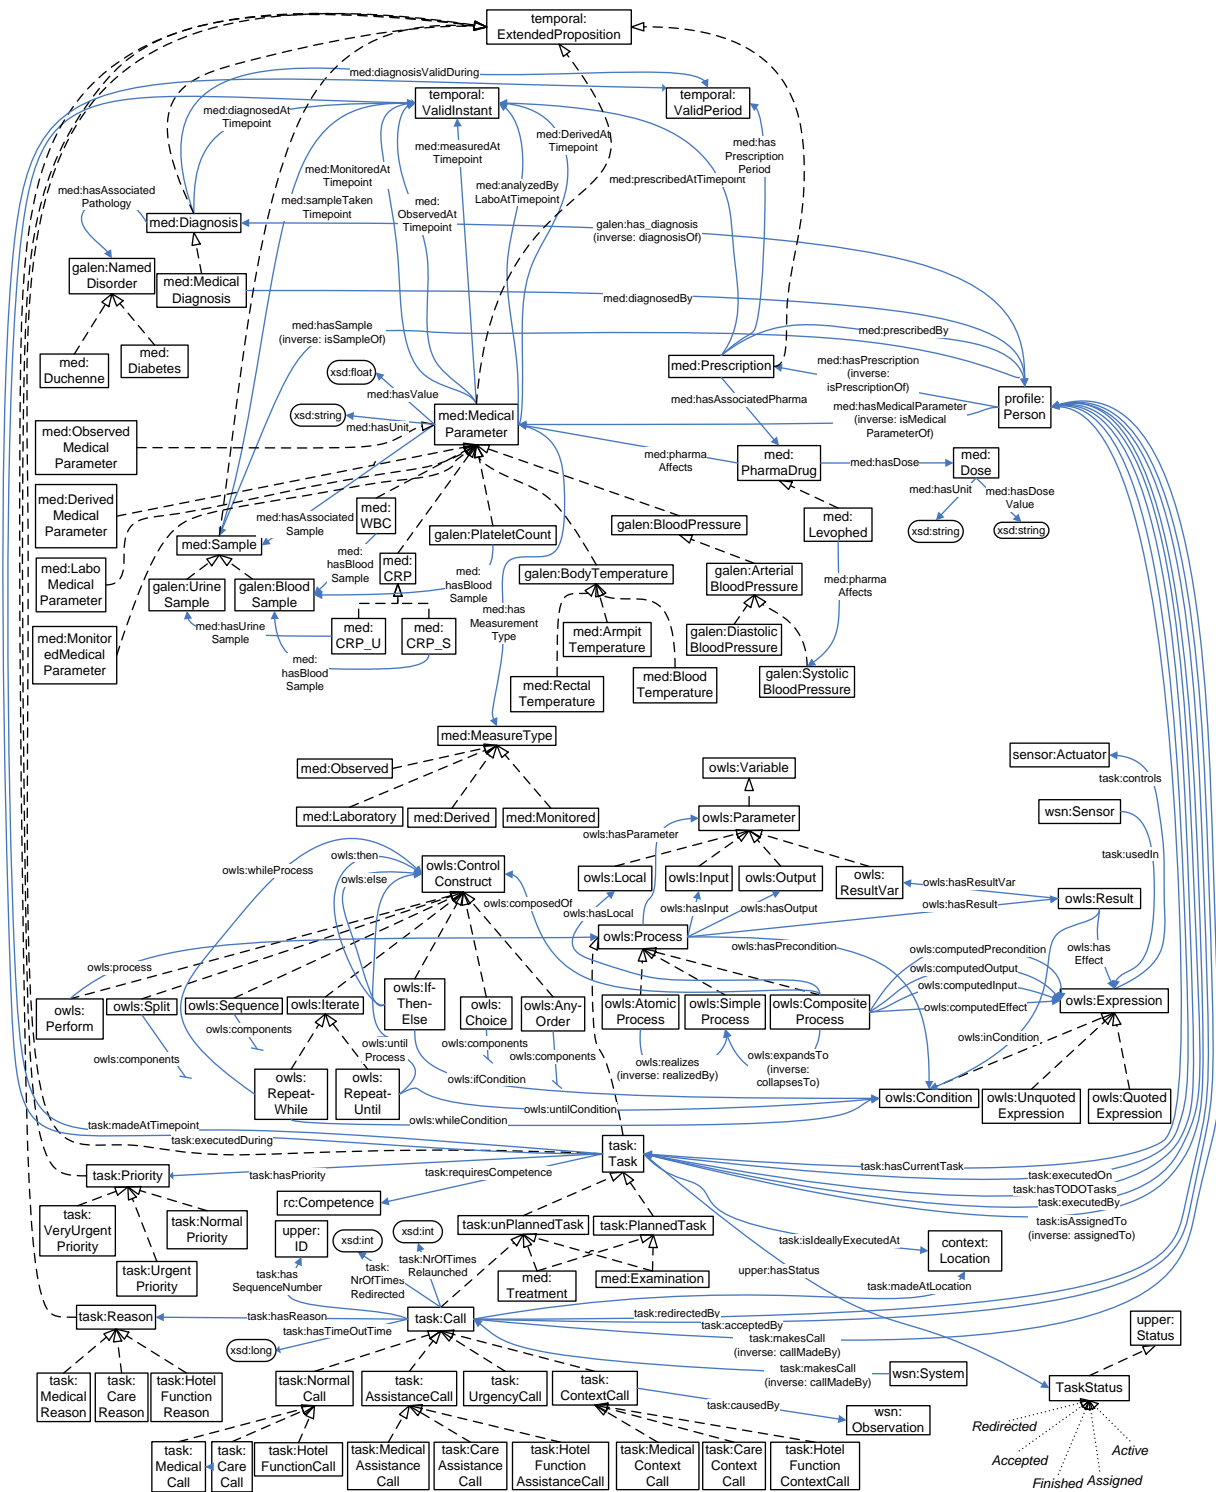 temporal:
ExtendedProposition
med:diagnosisValidDuring
temporal:
ValidInstant
temporal:
ValidPeriod
med:diagnosedAt
Timepoint
med:measuredAt
Timepoint
med:DerivedAt
Timepoint
med:has
Prescription
Period
med:MonitoredAt
Timepoint
med:sampleTaken
Timepoint
med:analyzedBy
LaboAtTimepoint
med:prescribedAtTimepoint
med:
ObservedAt
Timepoint
med:hasAssociated
Pathology
med:Diagnosis
galen:has_diagnosis
(inverse: diagnosisOf)
galen:Named
Disorder
med:Medical
Diagnosis
med:diagnosedBy
med:hasSample
(inverse: isSampleOf)
med:prescribedBy
med:
Duchenne
med:
Diabetes
xsd:float
med:Prescription
med:hasPrescription
(inverse:
isPrescriptionOf)
med:hasValue
xsd:string
med:hasUnit
med:Medical
Parameter
med:hasAssociatedPharma
med:hasMedicalParameter
(inverse: isMedical
ParameterOf)
profile:
Person
med:Observed
Medical
Parameter
med:pharma
Affects
med:
PharmaDrug
med:hasDose
med:
Dose
med:Derived
Medical
Parameter
med:hasUnit
med:hasDose
Value
xsd:string
xsd:string
med:hasAssociated
Sample
med:
WBC
galen:PlateletCount
galen:BloodPressure
med:
Levophed
med:Sample
med:Labo
Medical
Parameter
galen:Urine
Sample
galen:Blood
Sample
med:
hasBlood
Sample
med:
CRP
med:
hasBlood
Sample
galen:BodyTemperature
galen:Arterial
BloodPressure
med:pharma
Affects
med:Monitor
edMedical
Parameter
med:hasUrine
Sample
med:
CRP_U
med:
CRP_S
med:has
Measurement
Type
med:Armpit
Temperature
galen:Diastolic
BloodPressure
med:
hasBlood
Sample
med:Rectal
Temperature
med:Blood
Temperature
galen:Systolic
BloodPressure
med:MeasureType
med:Observed
med:Laboratory
med:Derived
med:Monitored
owls:Variable
sensor:Actuator
task:controls
owls:Parameter
wsn:Sensor
owls:hasParameter
task:usedIn
owls:whileProcess
owls:then
owls:else
owls:Control
Construct
owls:Local
owls:Input
owls:Output
owls:
ResultVar
owls:hasResultVar
owls:Result
owls:composedOf
owls:hasLocal
owls:hasInput
owls:hasOutput
owls:hasResult
owls:Process
owls:hasPrecondition
owls:computedPrecondition
owls:computedOutput
owls:computedInput
owls:computedEffect
owls:has
Effect
owls:process
owls:
Perform
owls:Split
owls:Sequence
owls:Iterate
owls:If-
Then-
Else
owls:
Choice
owls:Any-
Order
owls:Atomic
Process
owls:Simple
Process
owls:Composite
Process
owls:Expression
owls:components
owls:components
owls:until
Process
owls:components
owls:components
owls:realizes
(inverse: realizedBy)
owls:expandsTo
(inverse:
collapsesTo)
owls:inCondition
owls:
Repeat-
While
owls:
Repeat-
Until
owls:ifCondition
owls:untilCondition
owls:whileCondition
owls:Condition
owls:Unquoted
Expression
owls:Quoted
Expression
task:madeAtTimepoint
task:executedDuring
task:
Task
task:hasCurrentTask
task:executedOn
task:hasTODOTasks
task:executedBy
task:isAssignedTo
(inverse: assignedTo)
task:Priority
task:hasPriority
task:requiresCompetence
rc:Competence
task:
VeryUrgent
Priority
task:Normal
Priority
task:Urgent
Priority
upper:
ID
xsd:int
xsd:int
task:unPlannedTask
task:PlannedTask
task:isIdeallyExecutedAt
context:
Location
task:has
SequenceNumber
task:
NrOfTimes
Redirected
task:NrOfTimes
Relaunched
med:
Treatment
med:Examination
upper:hasStatus
task:madeAtLocation
task:Reason
task:hasReason
task:hasTimeOutTime
task:Call
task:redirectedBy
task:acceptedBy
task:makesCall
(inverse: callMadeBy)
upper:
Status
xsd:long
task:makesCall
(inverse: callMadeBy)
wsn:System
task:
Medical
Reason
task:
Care
Reason
task:Hotel
Function
Reason
task:Normal
Call
task:
AssistanceCall
task:
UrgencyCall
task:
ContextCall
task:causedBy
wsn:
Observation
TaskStatus
Redirected
Accepted
Finished
Assigned
Active
task:
Medical
Call
task:
Care
Call
task:Hotel
FunctionCall
task:Medical
Assistance
Call
task:Care
Assistance
Call
task:Hotel
Function
AssistanceCall
task:Medical
Context
Call
task:Care
Context
Call
task:Hotel
Function
ContextCall